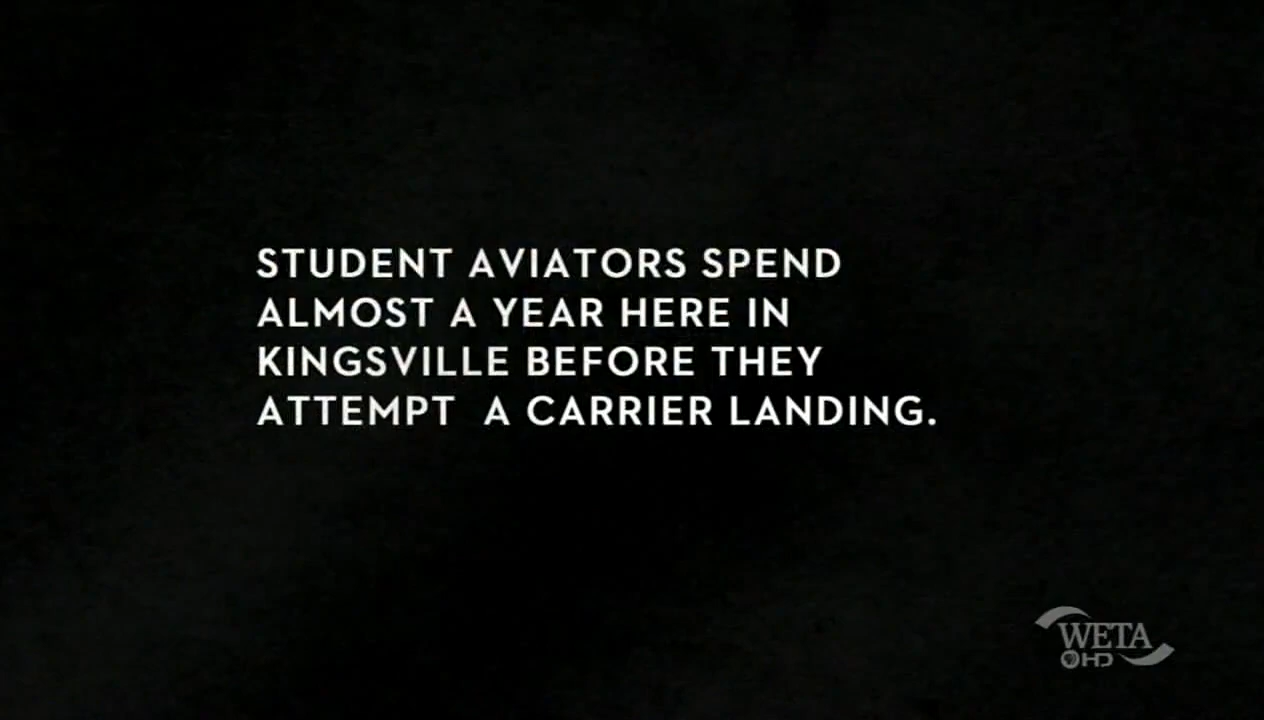 STUDENT AVIATORS SPEND
ALMOST A YEAR HERE IN
KINGSVILLE BEFORE THEY
ATTEMPT  A CARRIER LANDING.
WETA
HD